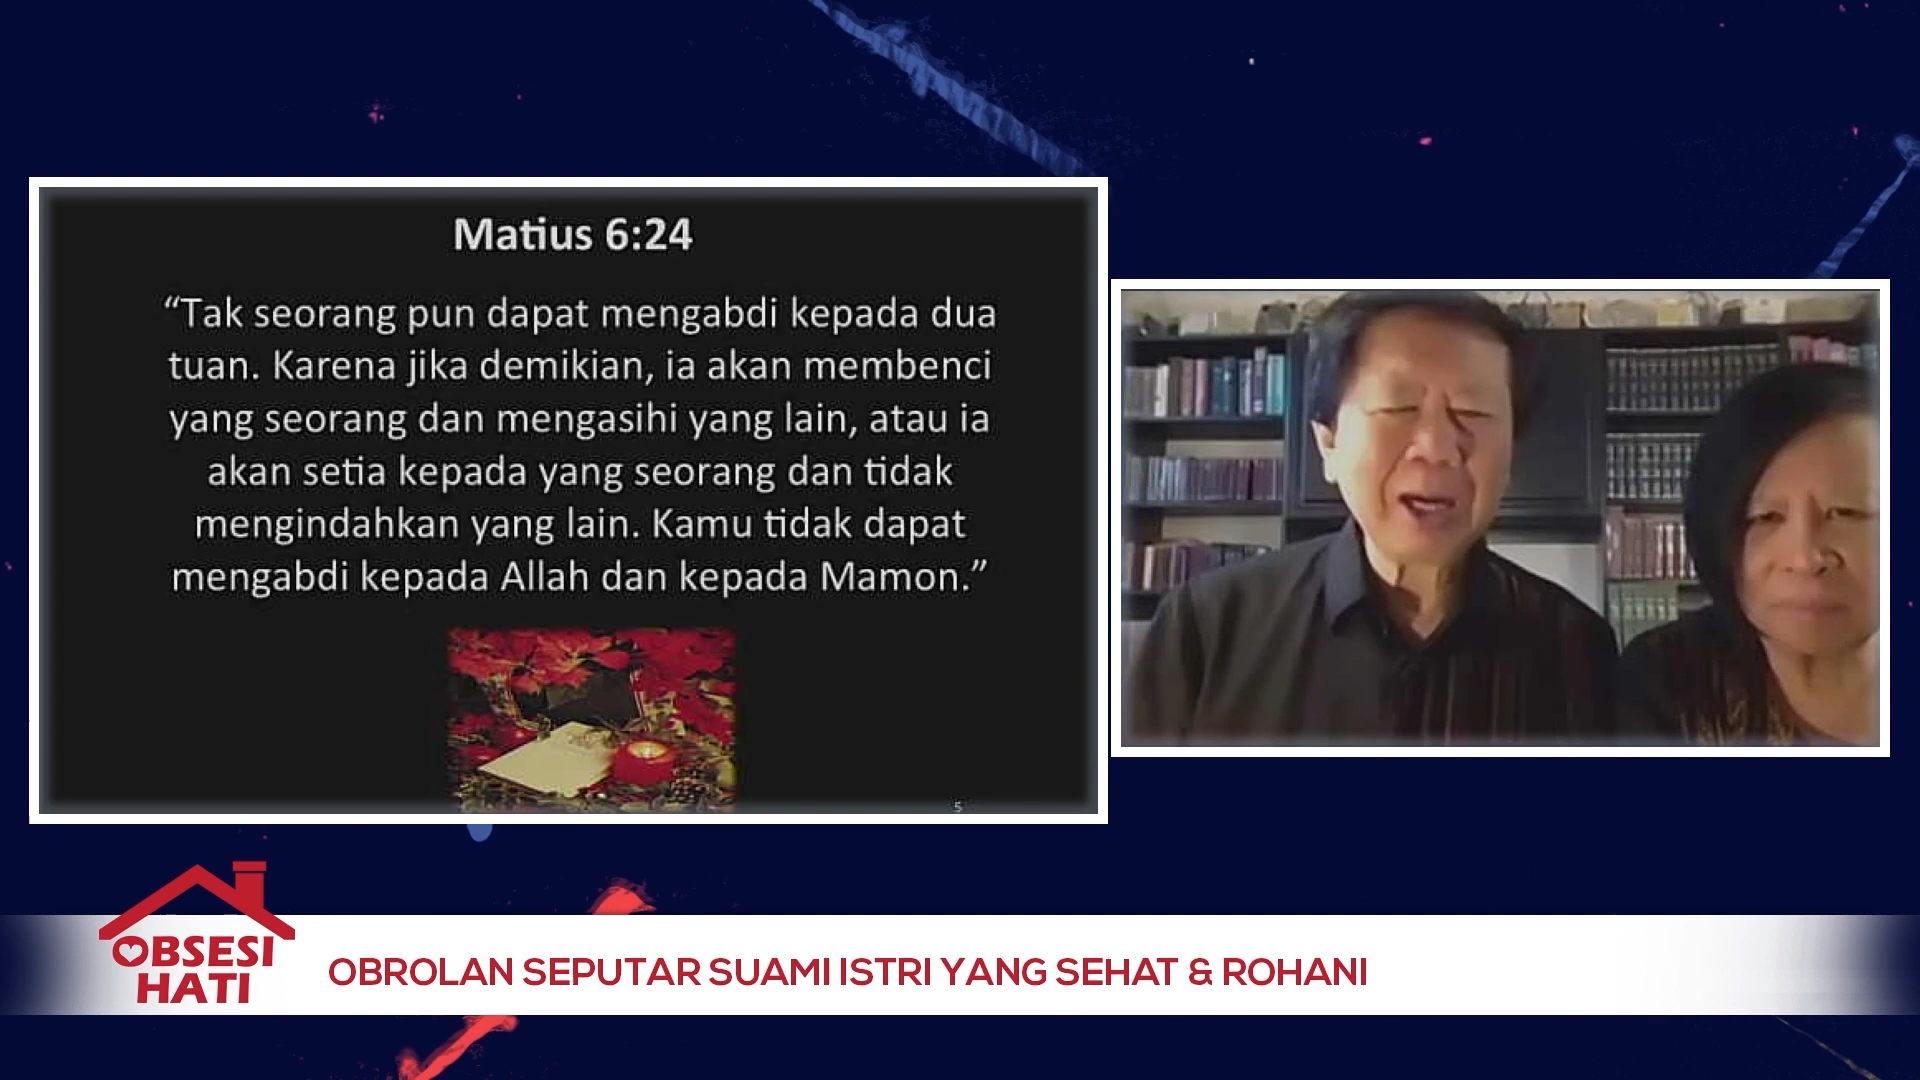 Matius 6:24
“Tak seorang pun dapat mengabdi kepada dua
tuan. Karena jika demikian, ia akan membenci
yang seorang dan mengasihi yang lain, atau ia
akan setia kepada yang seorang dan tidak
mengindahkan yang lain. Kamu tidak dapat
mengabdi kepada Allah dan kepada Mamon.”
5
OBSESI
HATI
OBROLAN SEPUTAR SUAMI ISTRI YANG SEHAT & ROHANI